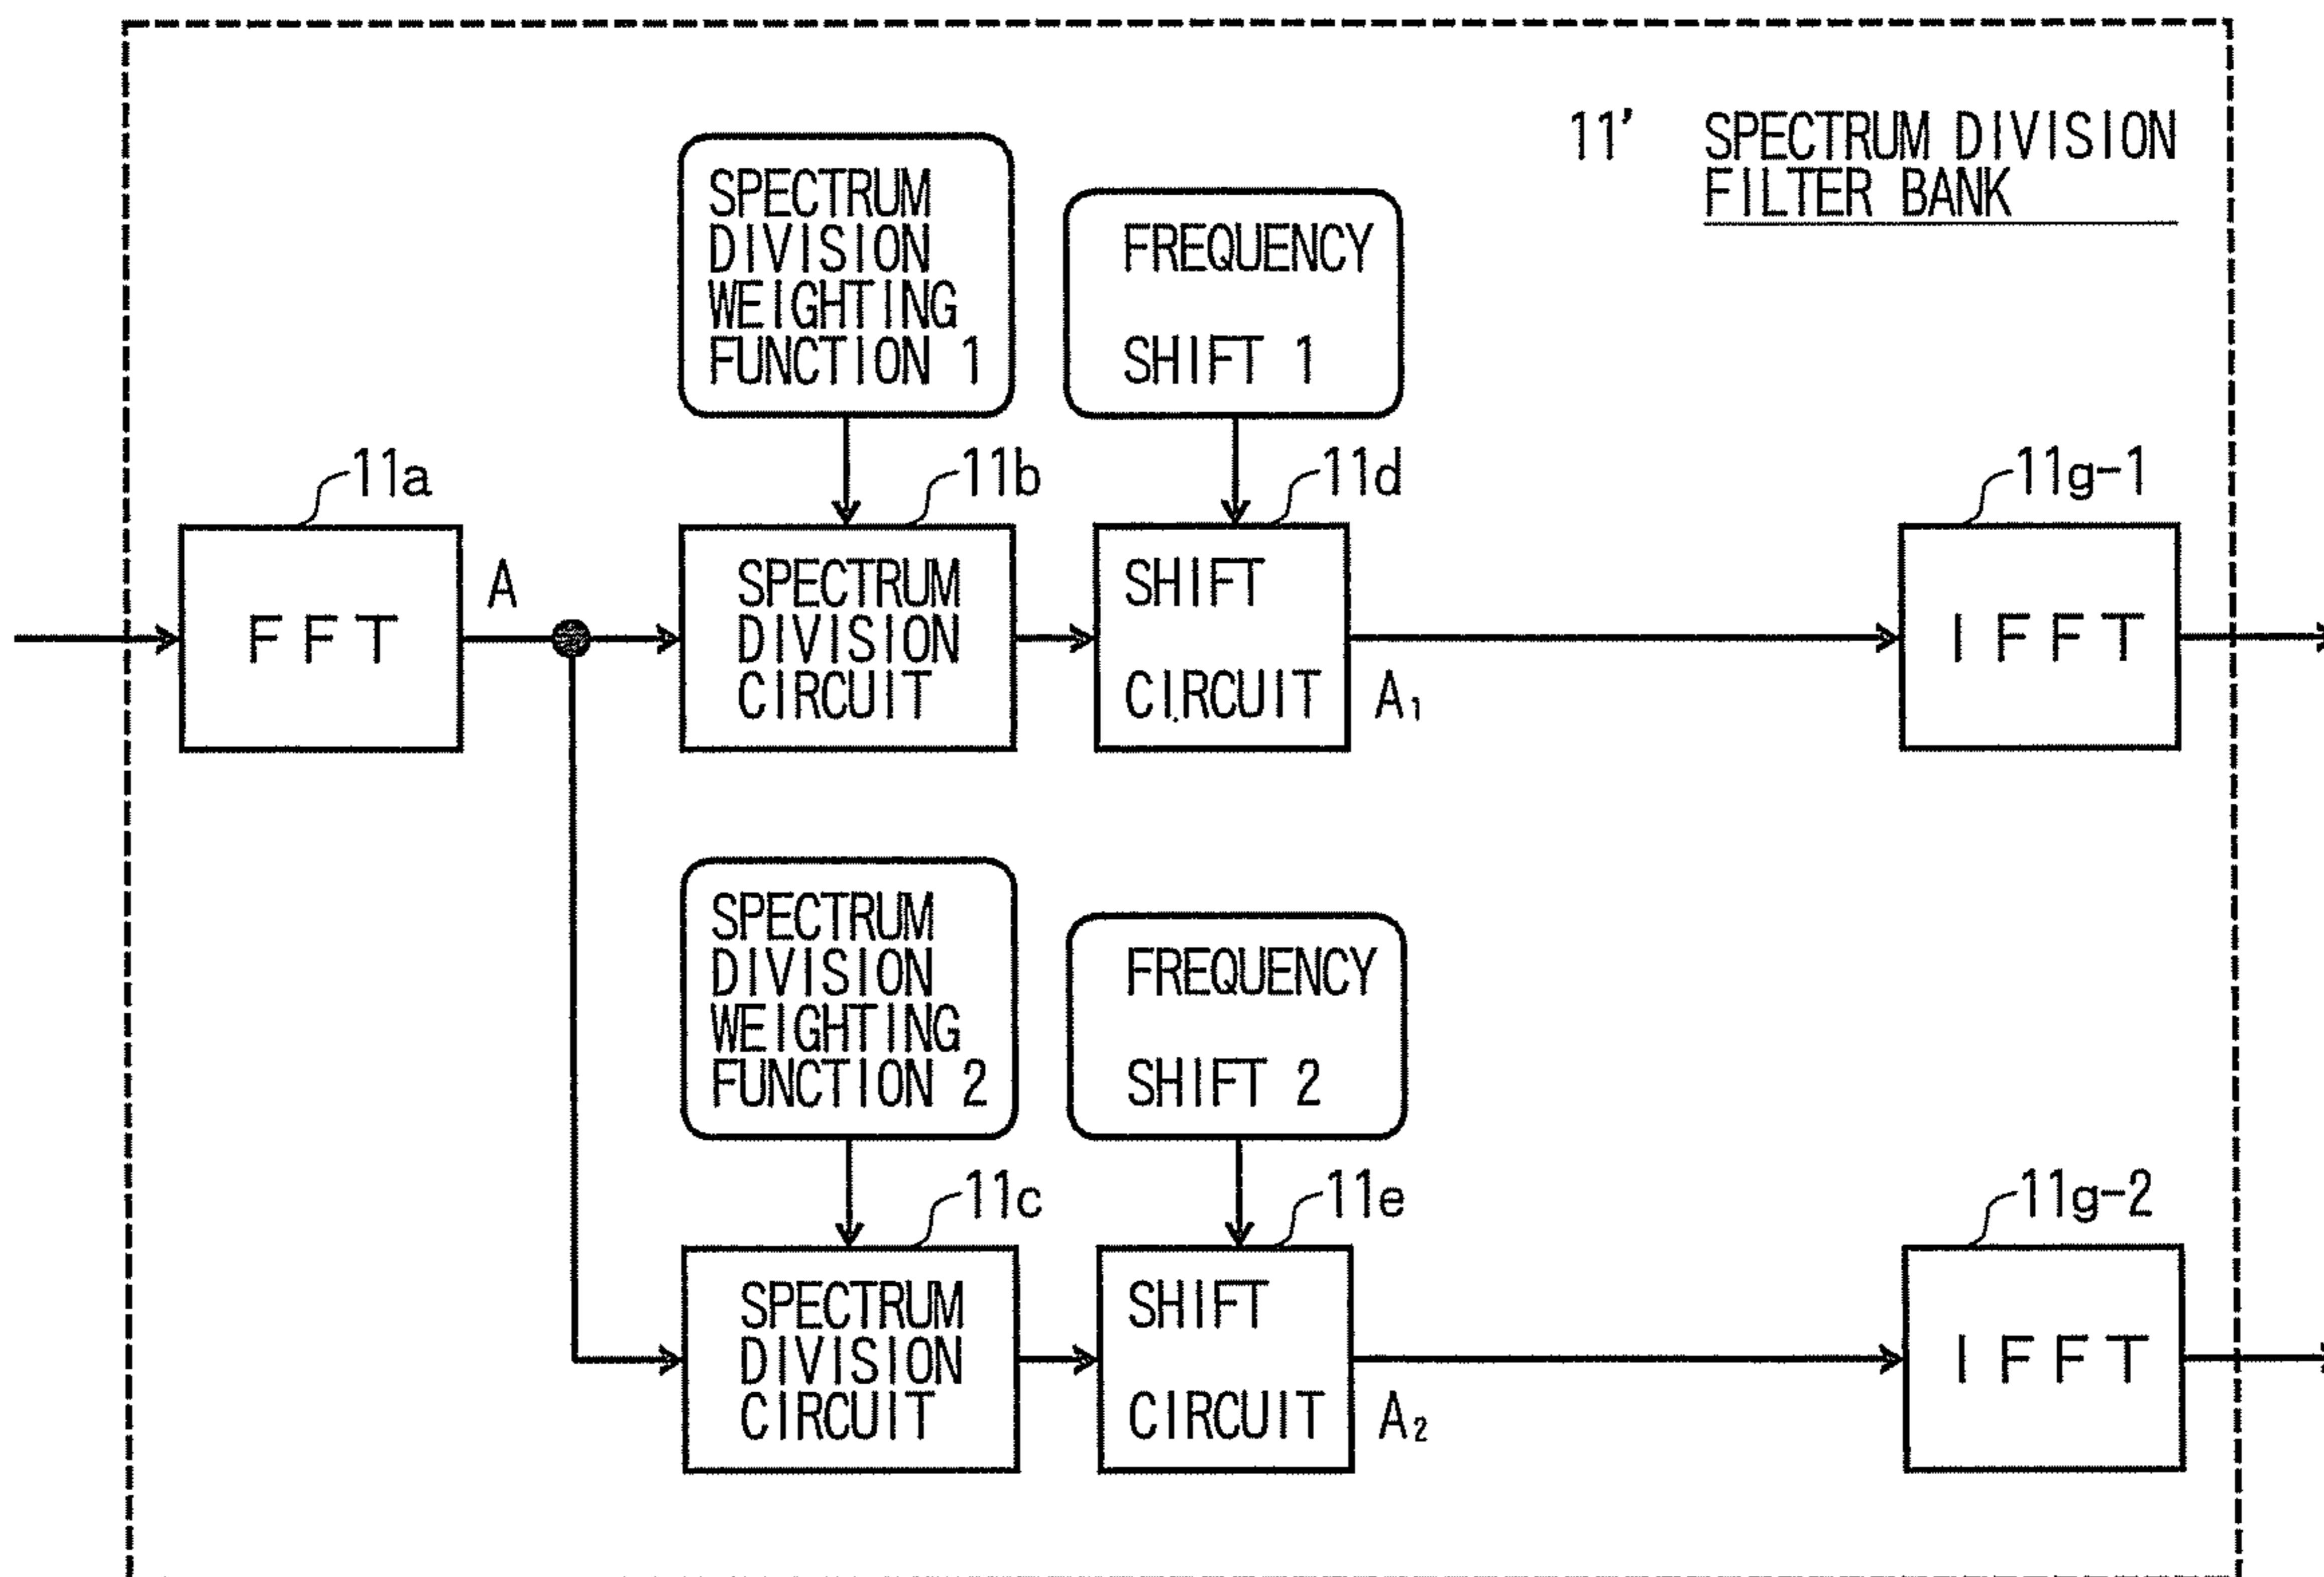 11' SPECTRUM DIVISION
FILTER BANK
SPECTRUM
DIVISION
WEIGHTING
FUNCTION 1
FREQUENCY
SHIFT 1
11a
11b
11d
11g-1
FFT
A
SPECTRUM
DIVISION
CIRCUIT
SHIFT
CIRCUIT
A₁
IFFT
SPECTRUM
DIVISION
WEIGHTING
FUNCTION 2
FREQUENCY
SHIFT 2
11c
11e
11g-2
SPECTRUM
DIVISION
CIRCUIT
SHIFT
CIRCUIT
A₂
IFFT